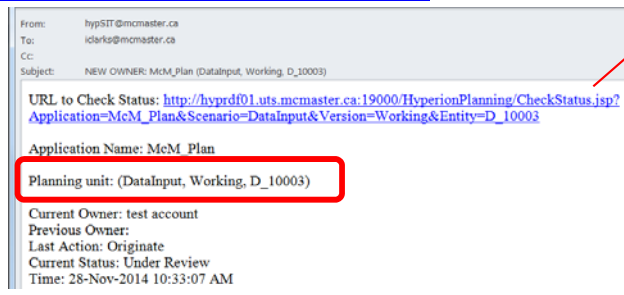 From: hypSIT@mcmaster.ca
To: iclarks@mcmaster.ca
Cc:
Subject: NEW OWNER: McM_Plan (DataInput, Working, D_10003)
URL to Check Status: http://hyprdf01.uts.mcmaster.ca:19000/HyperionPlanning/CheckStatus.jsp?
Application=McM_Plan&Scenario=DataInput&Version=Working&Entity=D_10003
Application Name: McM_Plan
Planning unit: (DataInput, Working, D_10003)
Current Owner: test account
Previous Owner:
Last Action: Originate
Current Status: Under Review
Time: 28-Nov-2014 10:33:07 AM